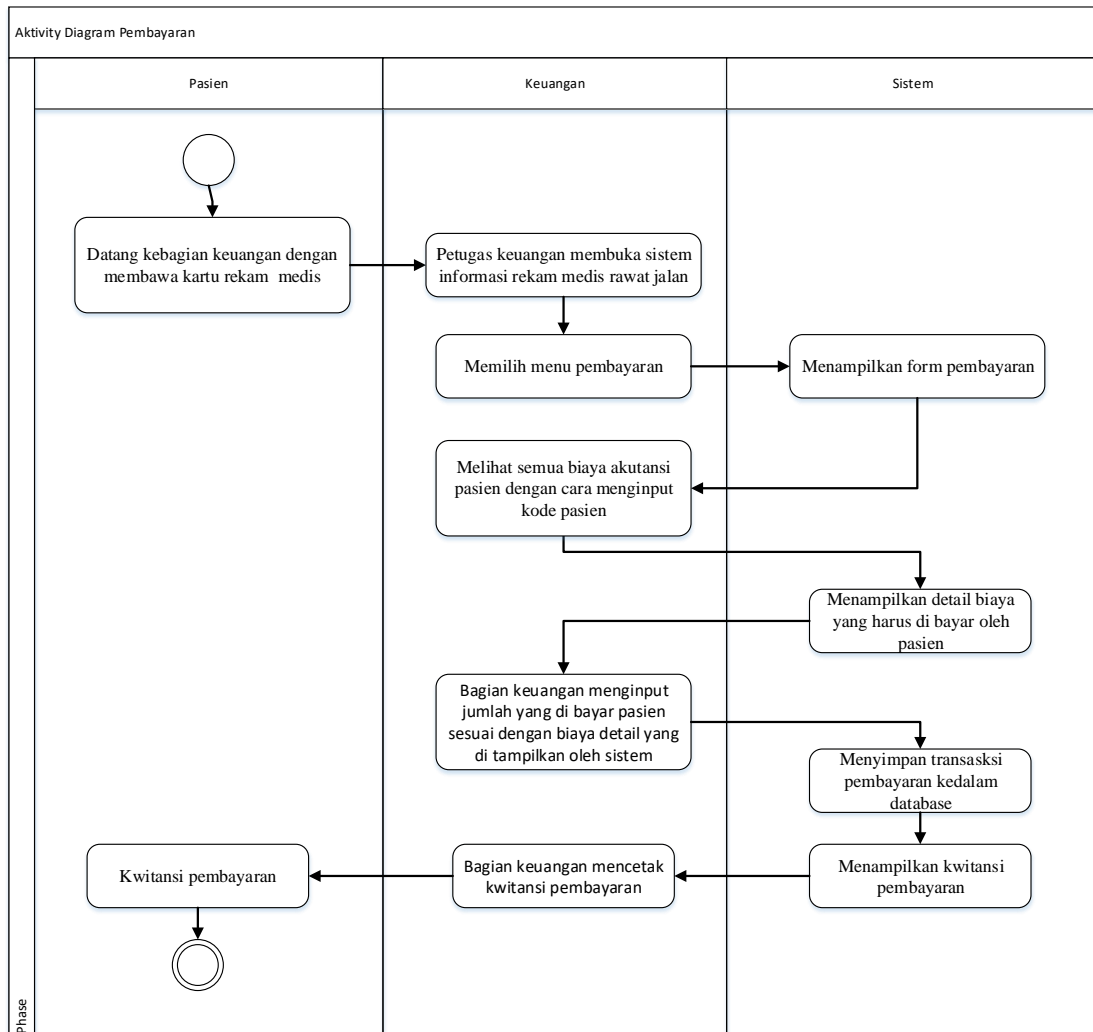 Aktivity Diagram Pembayaran
Pasien
Keuangan
Sistem
Datang kebagian keuangan dengan
membawa kartu rekam medis
Petugas keuangan membuka sistem
informasi rekam medis rawat jalan
Memilih menu pembayaran
Menampilkan form pembayaran
Melihat semua biaya akutansi
pasien dengan cara menginput
kode pasien
Menampilkan detail biaya
yang harus di bayar oleh
pasien
Bagian keuangan menginput
jumlah yang di bayar pasien
sesuai dengan biaya detail yang
di tampilkan oleh sistem
Menyimpan transasksi
pembayaran kedalam
database
Menampilkan kwitansi
pembayaran
Bagian keuangan mencetak
kwitansi pembayaran
Kwitansi pembayaran
Phase